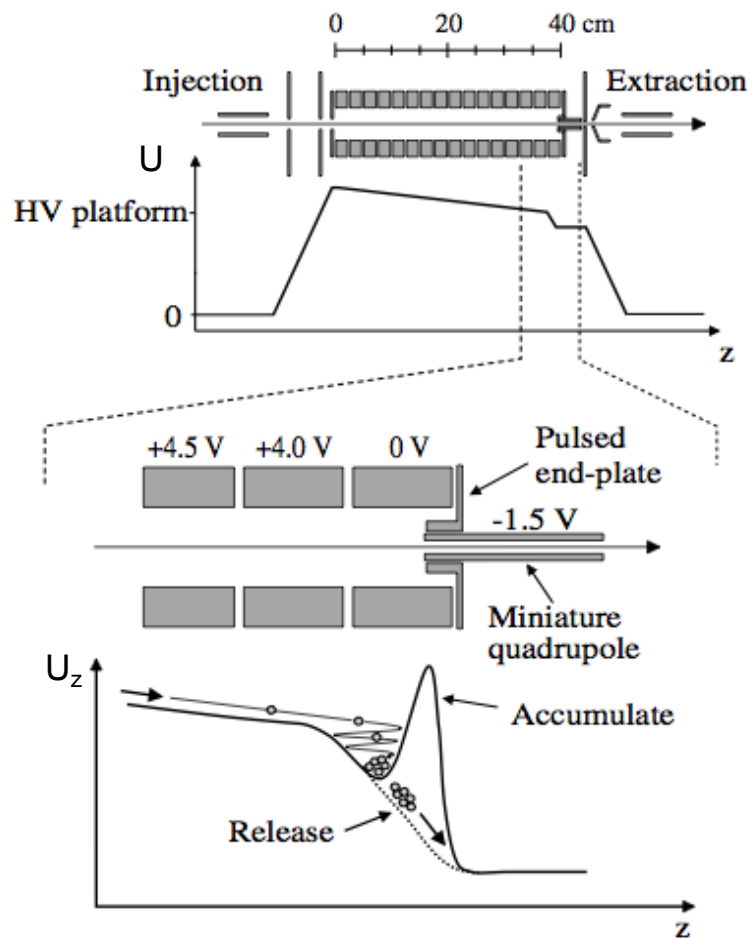 0 20 40 cm
Injection Extraction
U
HV platform
0
z
+4.5 V +4.0 V 0 V
Pulsed
end-plate
-1.5 V
Miniature
quadrupole
Uz
Accumulate
Release
z